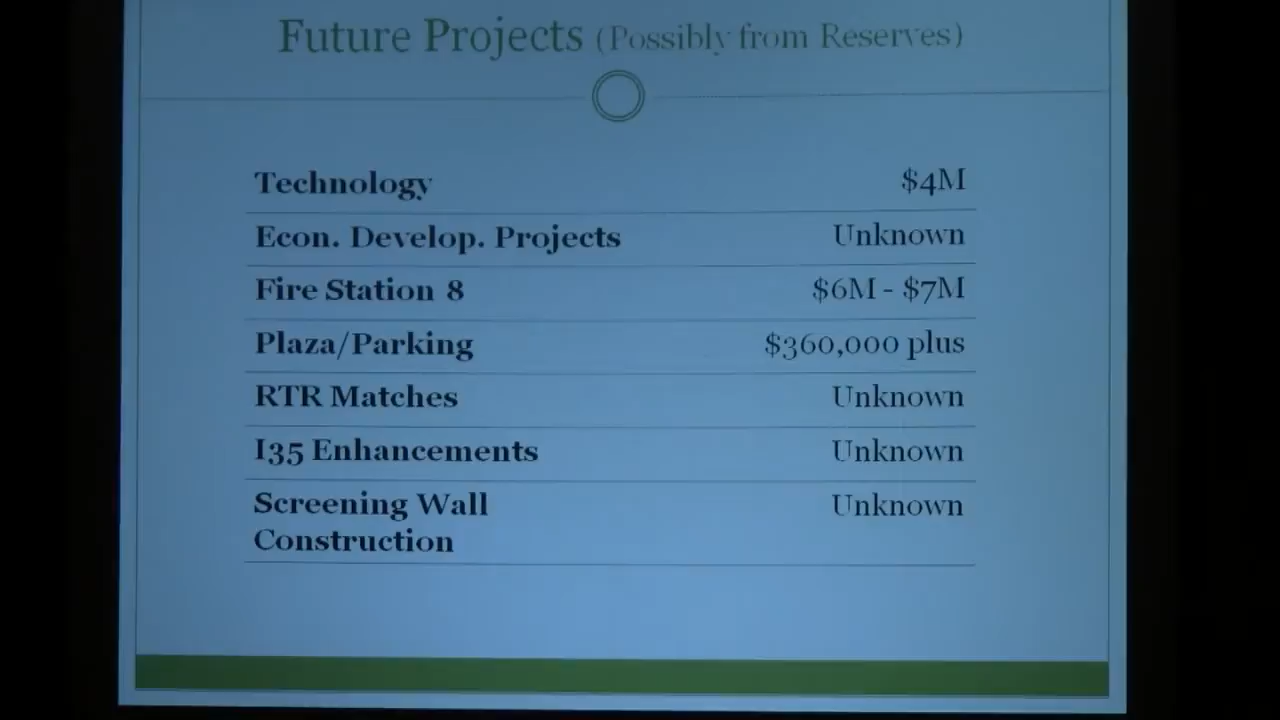 Future Projects (Possibly from Reserves)
Technology $4M
Econ. Develop. Projects Unknown
Fire Station 8 $6M - $7M
Plaza/Parking $360,000 plus
RTR Matches Unknown
I35 Enhancements Unknown
Screening Wall Unknown
Construction